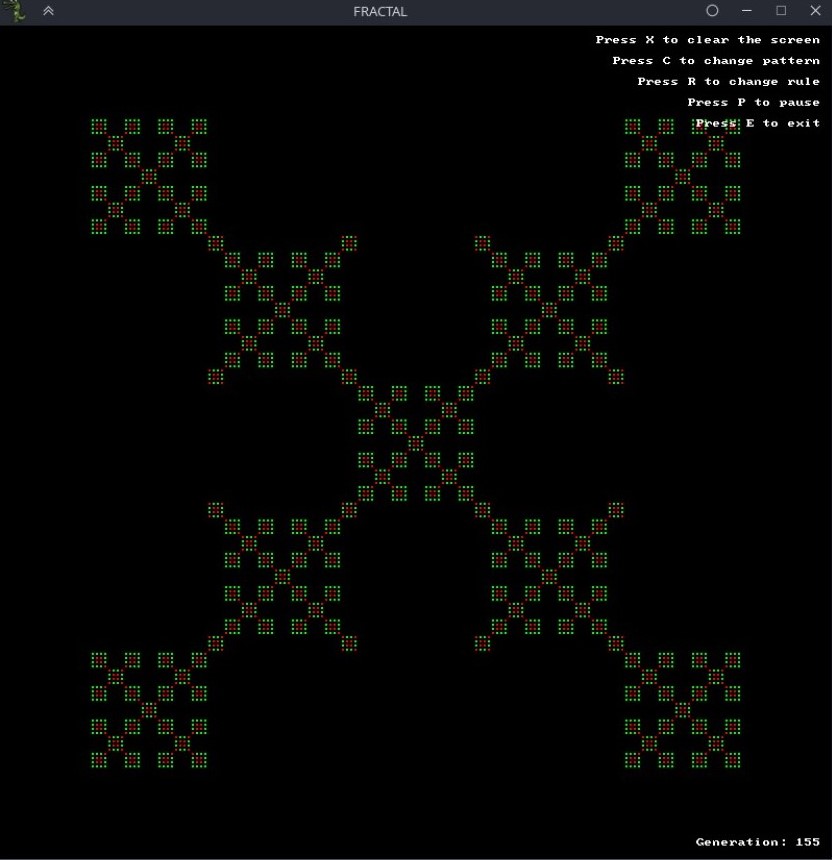 FRACTAL
Press X to clear the screen
Press C to change pattern
Press R to change rule
Press P to pause
Press E to exit
Generation: 155